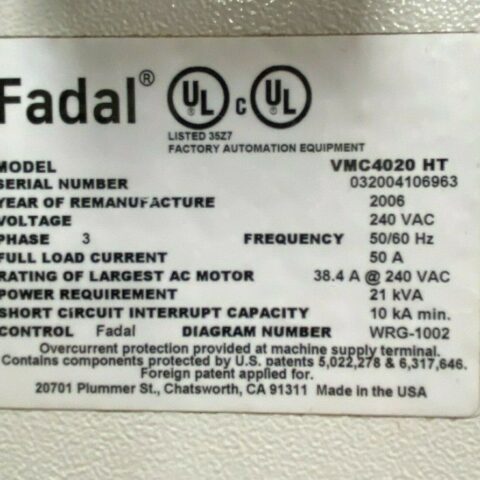 Fadal® UL c UL
LISTED 35Z7
FACTORY AUTOMATION EQUIPMENT
MODEL VMC4020 HT
SERIAL NUMBER 032004106963
YEAR OF REMANUFACTURE 2006
VOLTAGE 240 VAC
PHASE 3 FREQUENCY 50/60 Hz
FULL LOAD CURRENT 50 A
RATING OF LARGEST AC MOTOR 38.4 A @ 240 VAC
POWER REQUIREMENT 21 kVA
SHORT CIRCUIT INTERRUPT CAPACITY 10 kA min.
CONTROL Fadal DIAGRAM NUMBER WRG-1002
Overcurrent protection provided at machine supply terminal.
Contains components protected by U.S. patents 5,022,278 & 6,317,646.
Foreign patent applied for.
20701 Plummer St., Chatsworth, CA 91311 Made in the USA